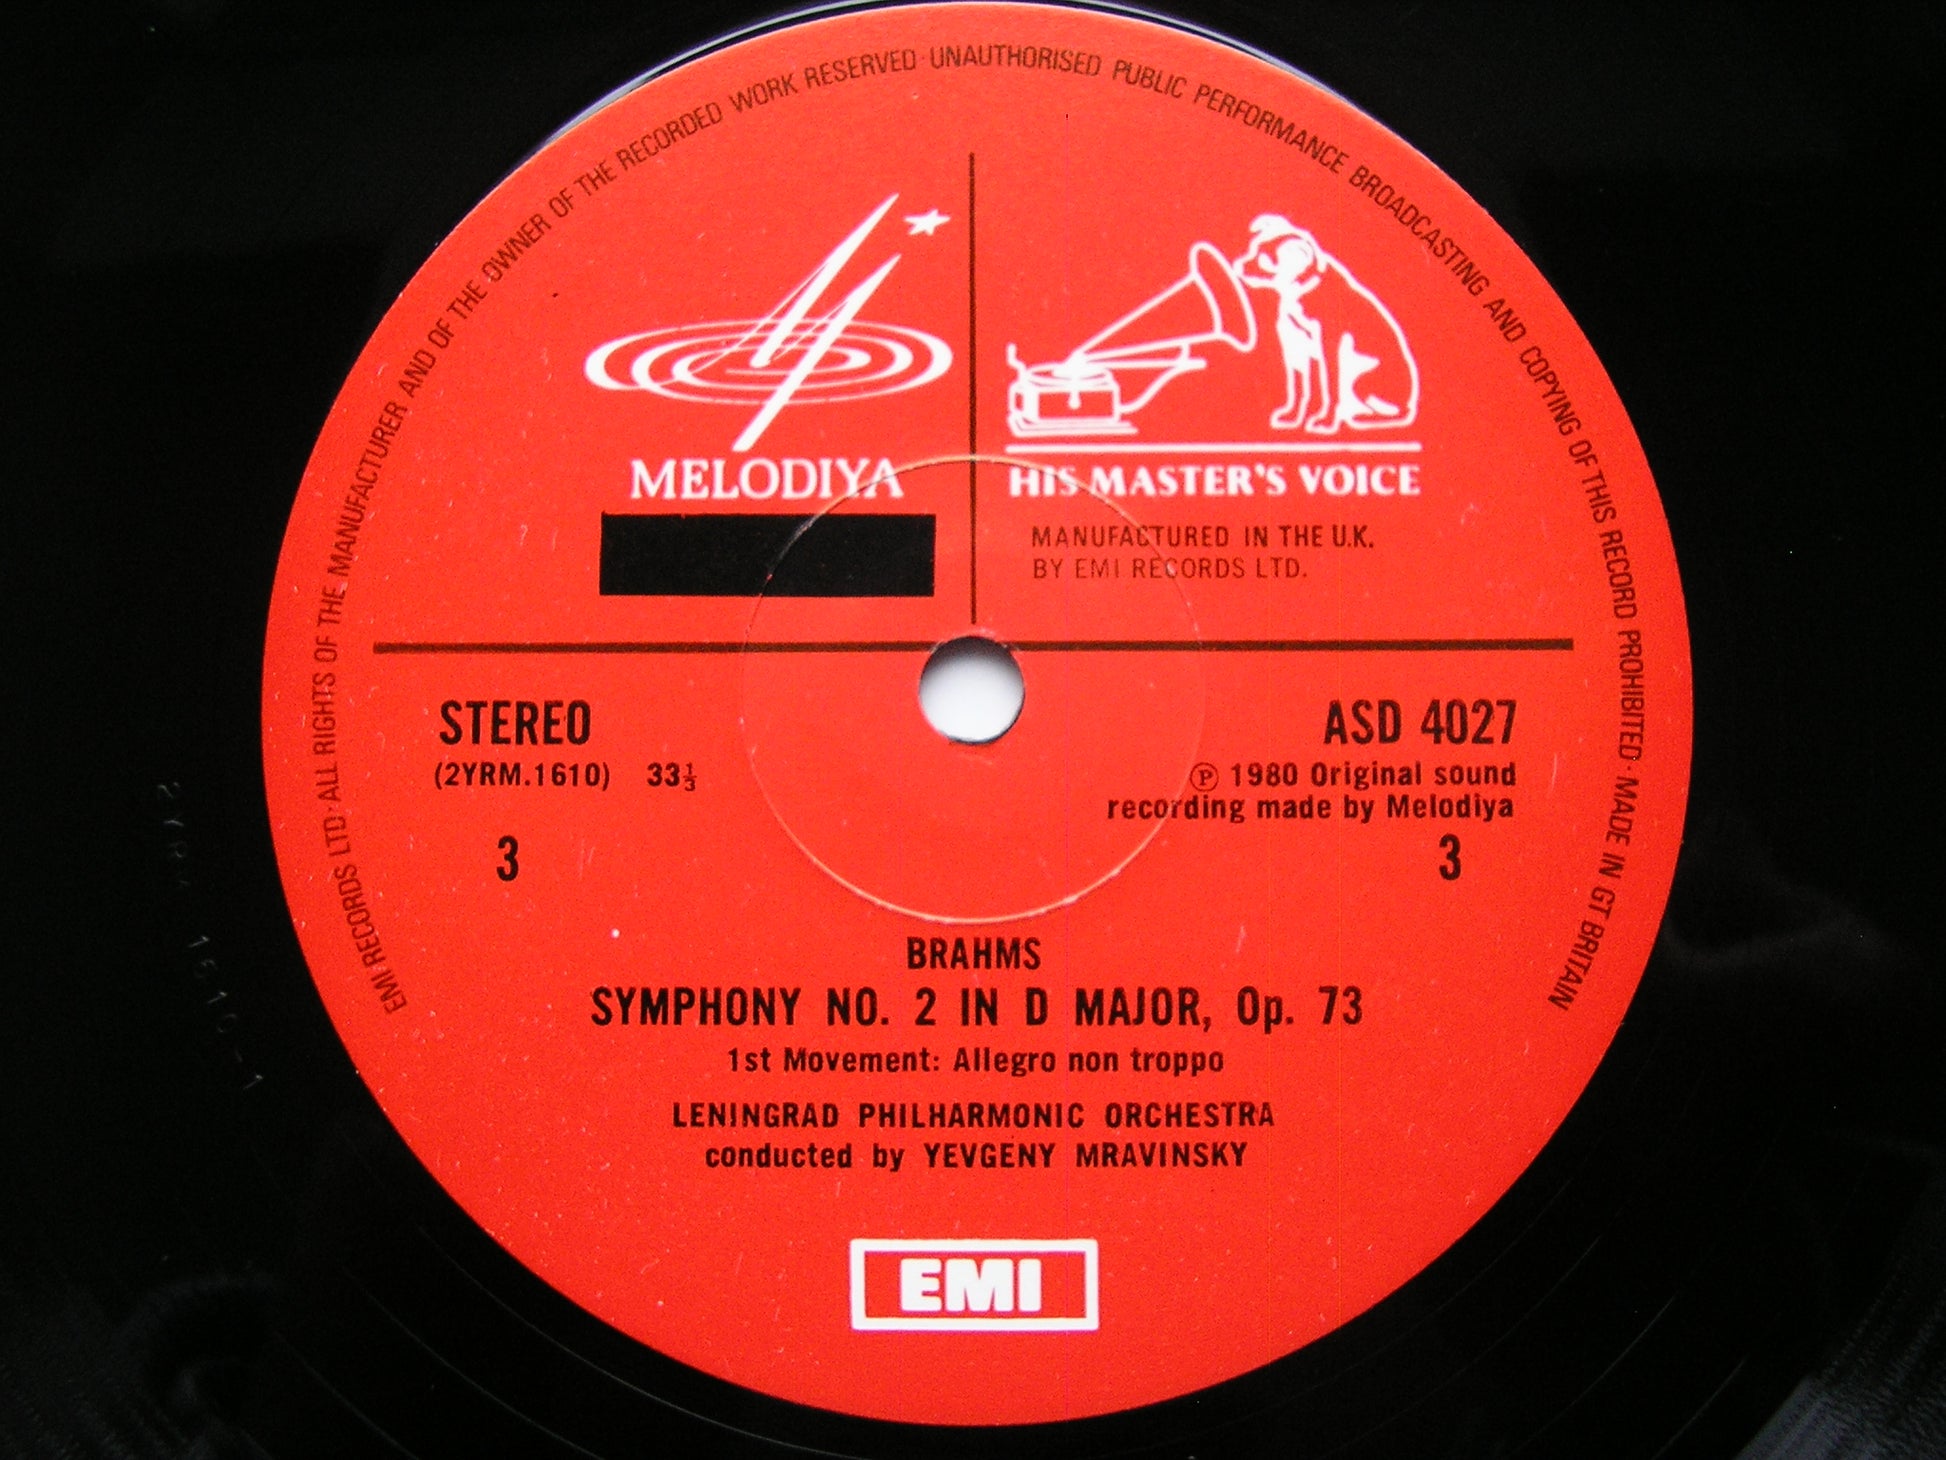 EMI RECORDS LTD · ALL RIGHTS OF THE MANUFACTURER AND OF THE OWNER OF THE RECORDED WORK RESERVED · UNAUTHORISED PUBLIC PERFORMANCE BROADCASTING AND COPYING OF THIS RECORD PROHIBITED · MADE IN GT BRITAIN
MELODIYA
HIS MASTER'S VOICE
MANUFACTURED IN THE U.K.
BY EMI RECORDS LTD.
STEREO
(2YRM.1610) 33⅓
3
ASD 4027
Ⓟ 1980 Original sound
recording made by Melodiya
3
BRAHMS
SYMPHONY NO. 2 IN D MAJOR, Op. 73
1st Movement: Allegro non troppo
LENINGRAD PHILHARMONIC ORCHESTRA
conducted by YEVGENY MRAVINSKY
EMI